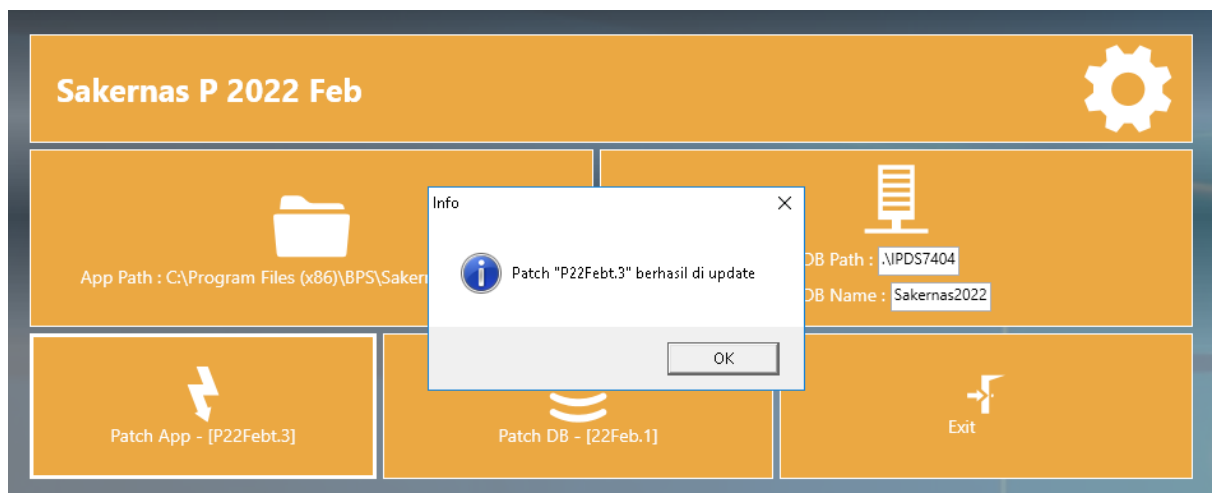 Sakernas P 2022 Feb
App Path : C:\Program Files (x86)\BPS\Sakern
DB Path : .\IPDS7404
DB Name : Sakernas2022
Info
Patch "P22Febt.3" berhasil di update
OK
Patch App - [P22Febt.3]
Patch DB - [22Feb.1]
Exit